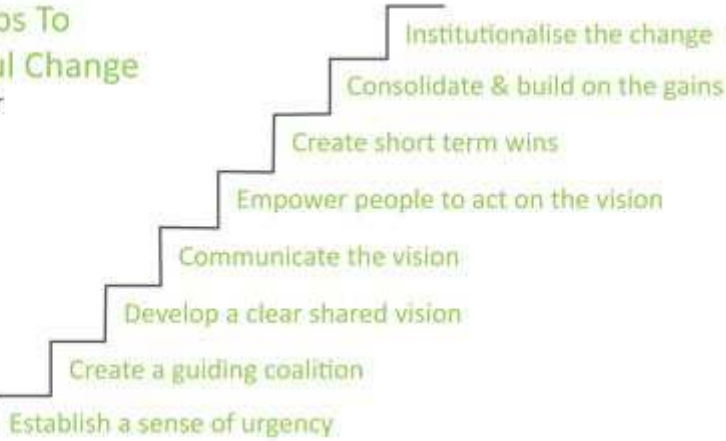 To
Change
Institutionalise the change
Consolidate & build on the gains
Create short term wins
Empower people to act on the vision
Communicate the vision
Develop a clear shared vision
Create a guiding coalition
Establish a sense of urgency